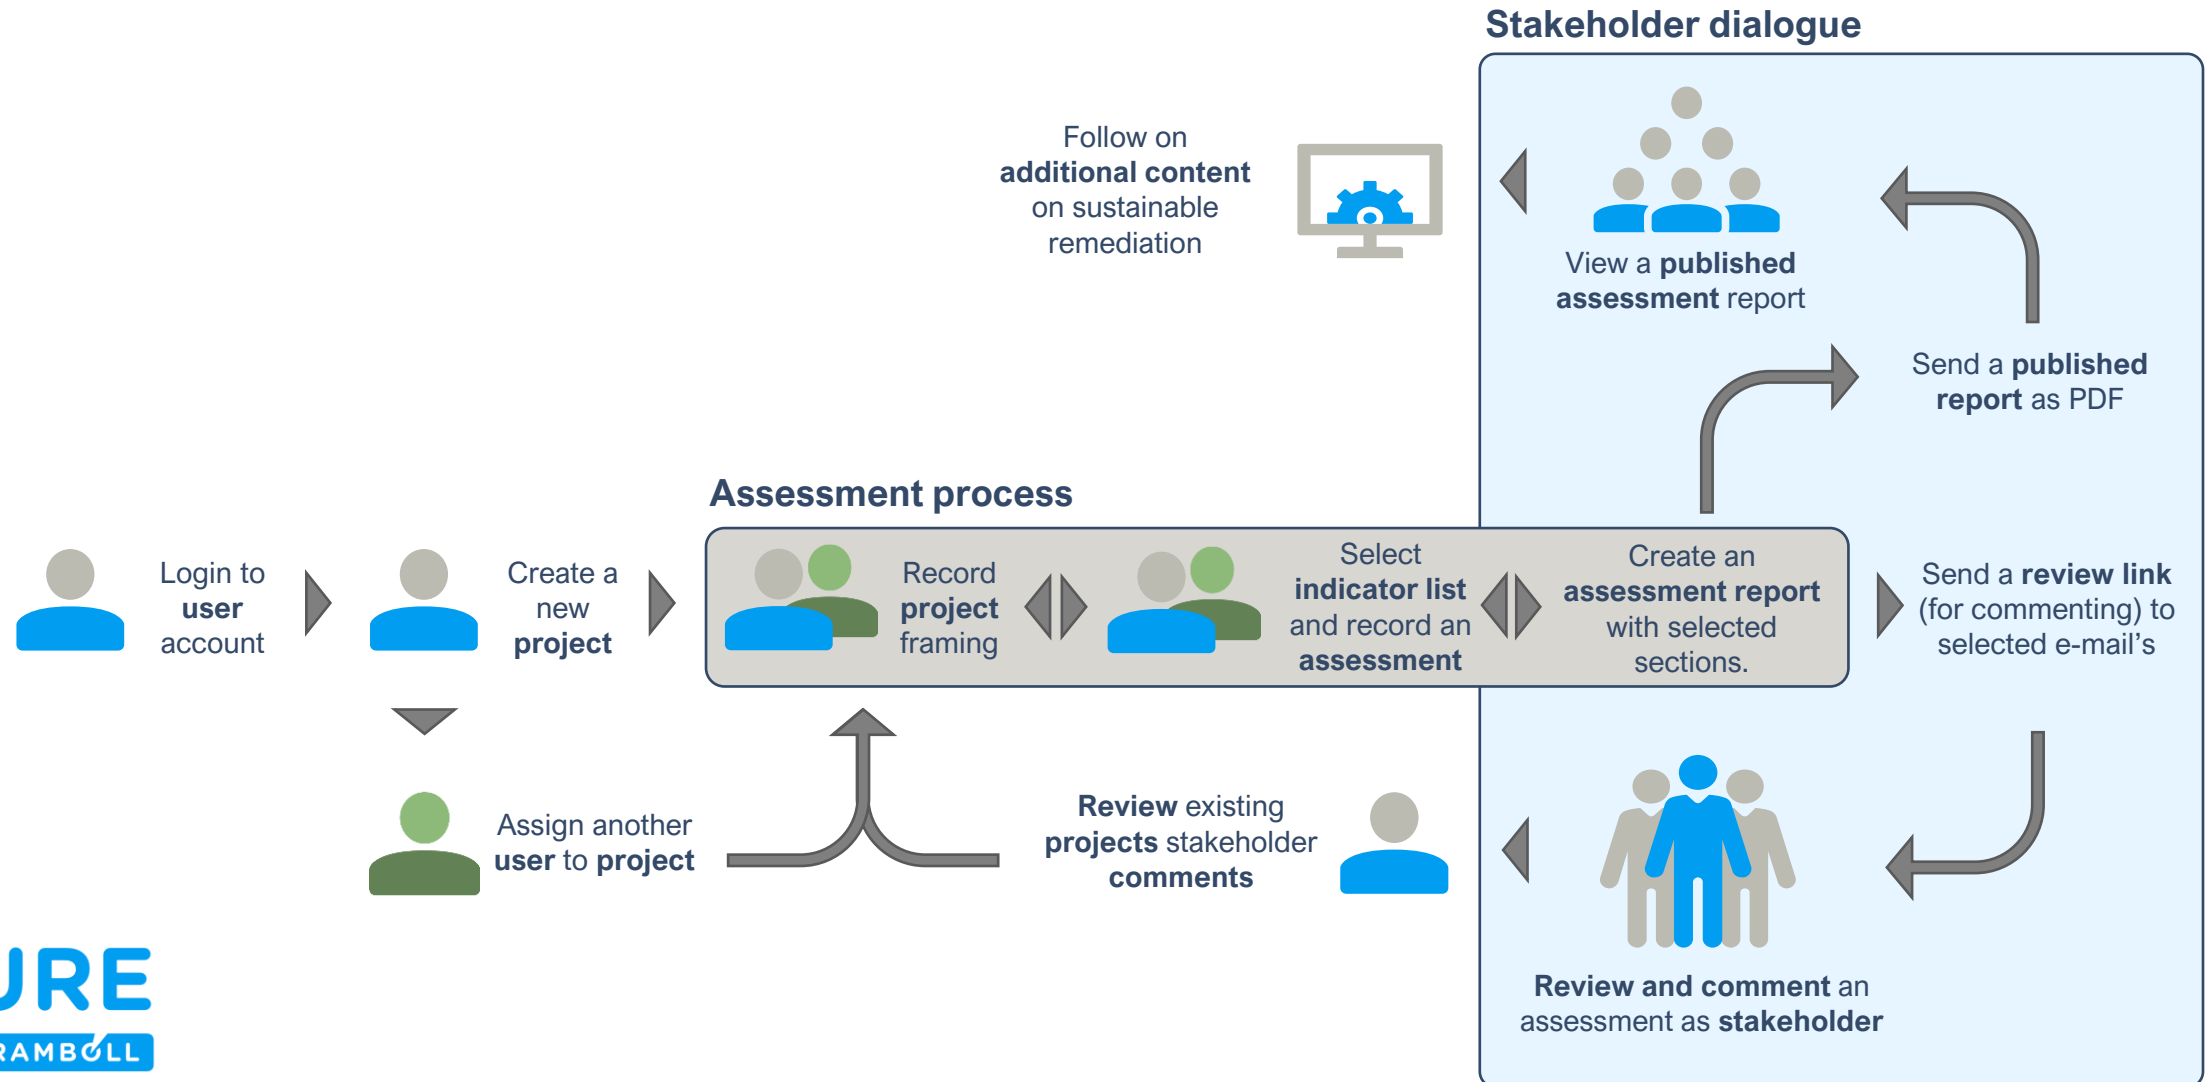 Stakeholder dialogue
Follow on
additional content
on sustainable
remediation
View a published
assessment report
Send a published
report as PDF
Assessment process
Login to
user
account
Create a
new
project
Record
project
framing
Select
indicator list
and record an
assessment
Create an
assessment report
with selected
sections.
Send a review link
(for commenting) to
selected e-mail's
Assign another
user to project
Review existing
projects stakeholder
comments
Review and comment an
assessment as stakeholder
URE
RAMBOLL